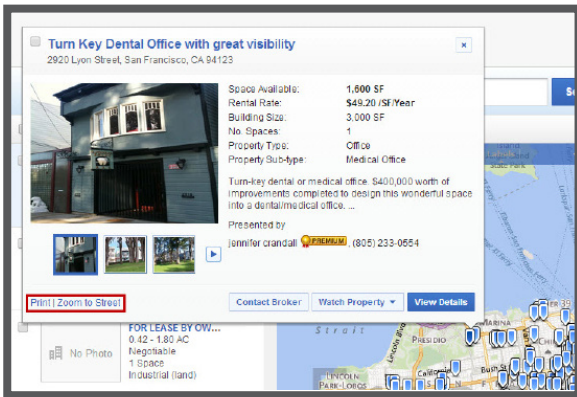 Turn Key Dental Office with great visibility
2920 Lyon Street, San Francisco, CA 94123
x
Space Available: 1,600 SF
Rental Rate: $49.20 /SF/Year
Building Size: 3,000 SF
No. Spaces: 1
Property Type: Office
Property Sub-type: Medical Office
Turn-key dental or medical office. $400,000 worth of
improvements completed to design this wonderful space
into a dental/medical office. ...
Presented by
jennifer crandall PREMIUM , (805) 233-0554
Print | Zoom to Street
Contact Broker
Watch Property
View Details
FOR LEASE BY OW...
0.42 - 1.80 AC
Negotiable
1 Space
Industrial (land)
No Photo
Strait
PRESIDIO
MARINA
Lincoln Blvd
California
Bush St
LINCOLN
PARK-LOBOS